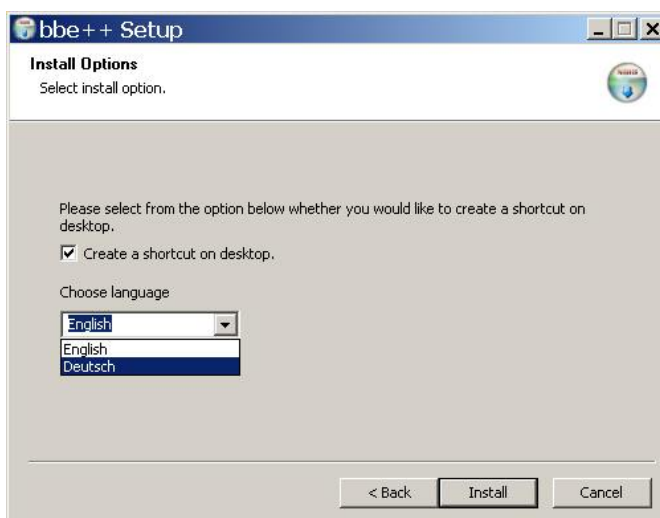 bbe++ Setup
Install Options
Select install option.
Please select from the option below whether you would like to create a shortcut on
desktop.
Create a shortcut on desktop.
Choose language
English
English
Deutsch
< Back
Install
Cancel